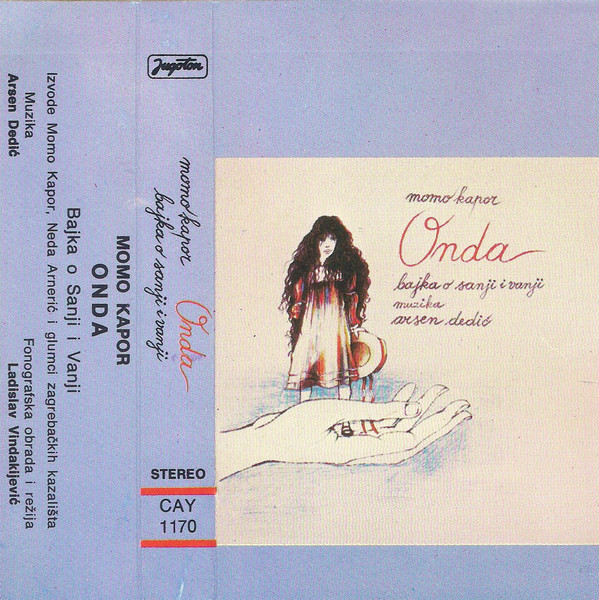 MOMO KAPOR
ONDA
Bajka o Sanji i Vanji
Izvode Momo Kapor, Neda Arnerić i glumci zagrebačkih kazališta
Muzika
Arsen Dedić
Fonografska obrada i režija
Ladislav Vindakijević
Jugoton
momo kapor
bajka o sanji i vanji
Onda
STEREO
CAY
1170
momo kapor
Onda
bajka o sanji i vanji
muzika
arsen dedić